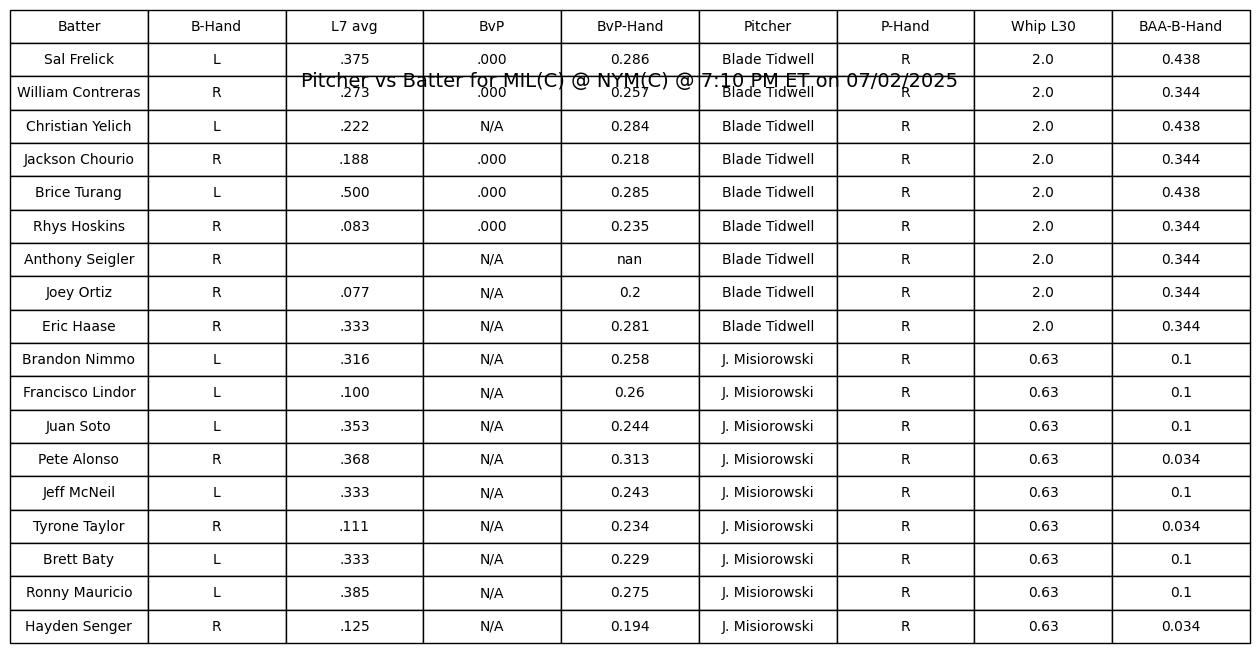 Batter B-Hand L7 avg BvP BvP-Hand Pitcher P-Hand Whip L30 BAA-B-Hand
Sal Frelick L .375 .000 0.286 Blade Tidwell R 2.0 0.438
Pitcher vs Batter for MIL(C) @ NYM(C) @ 7:10 PM ET on 07/02/2025
William Contreras R .273 .000 0.257 Blade Tidwell R 2.0 0.344
Christian Yelich L .222 N/A 0.284 Blade Tidwell R 2.0 0.438
Jackson Chourio R .188 .000 0.218 Blade Tidwell R 2.0 0.344
Brice Turang L .500 .000 0.285 Blade Tidwell R 2.0 0.438
Rhys Hoskins R .083 .000 0.235 Blade Tidwell R 2.0 0.344
Anthony Seigler R N/A nan Blade Tidwell R 2.0 0.344
Joey Ortiz R .077 N/A 0.2 Blade Tidwell R 2.0 0.344
Eric Haase R .333 N/A 0.281 Blade Tidwell R 2.0 0.344
Brandon Nimmo L .316 N/A 0.258 J. Misiorowski R 0.63 0.1
Francisco Lindor L .100 N/A 0.26 J. Misiorowski R 0.63 0.1
Juan Soto L .353 N/A 0.244 J. Misiorowski R 0.63 0.1
Pete Alonso R .368 N/A 0.313 J. Misiorowski R 0.63 0.034
Jeff McNeil L .333 N/A 0.243 J. Misiorowski R 0.63 0.1
Tyrone Taylor R .111 N/A 0.234 J. Misiorowski R 0.63 0.034
Brett Baty L .333 N/A 0.229 J. Misiorowski R 0.63 0.1
Ronny Mauricio L .385 N/A 0.275 J. Misiorowski R 0.63 0.1
Hayden Senger R .125 N/A 0.194 J. Misiorowski R 0.63 0.034